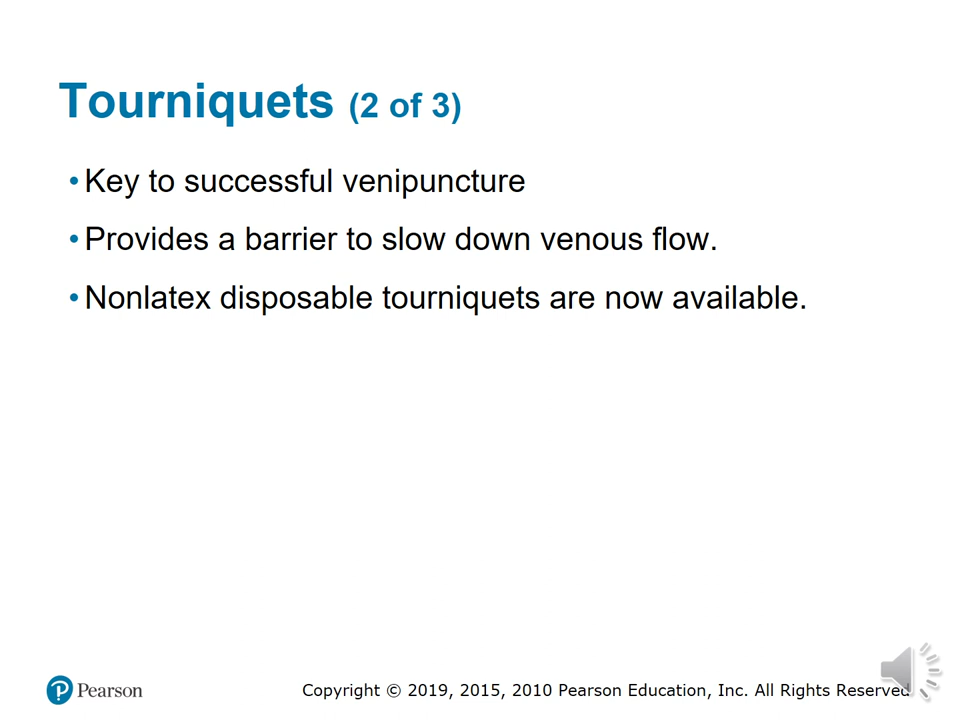 Tourniquets (2 of 3)
• Key to successful venipuncture
• Provides a barrier to slow down venous flow.
• Nonlatex disposable tourniquets are now available.
Pearson
Copyright © 2019, 2015, 2010 Pearson Education, Inc. All Rights Reserved